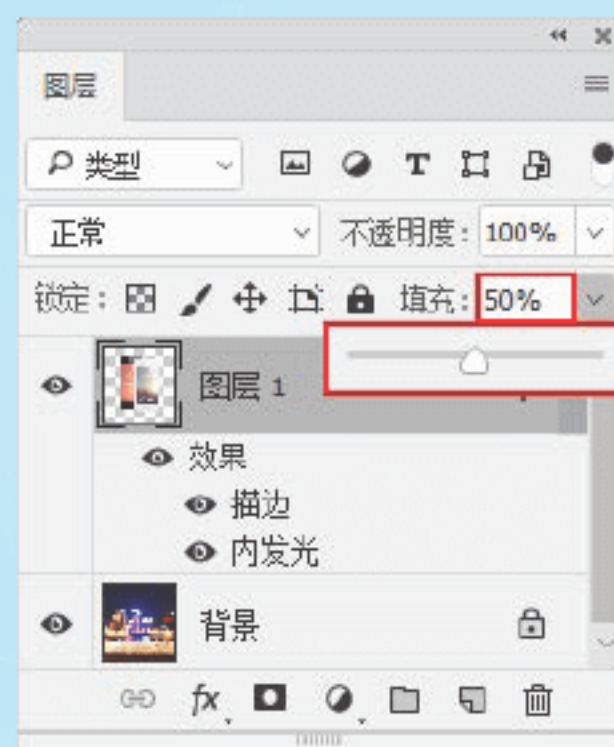 图层
类型
正常 不透明度: 100%
锁定: 填充: 50%
图层 1
效果
描边
内发光
背景
fx